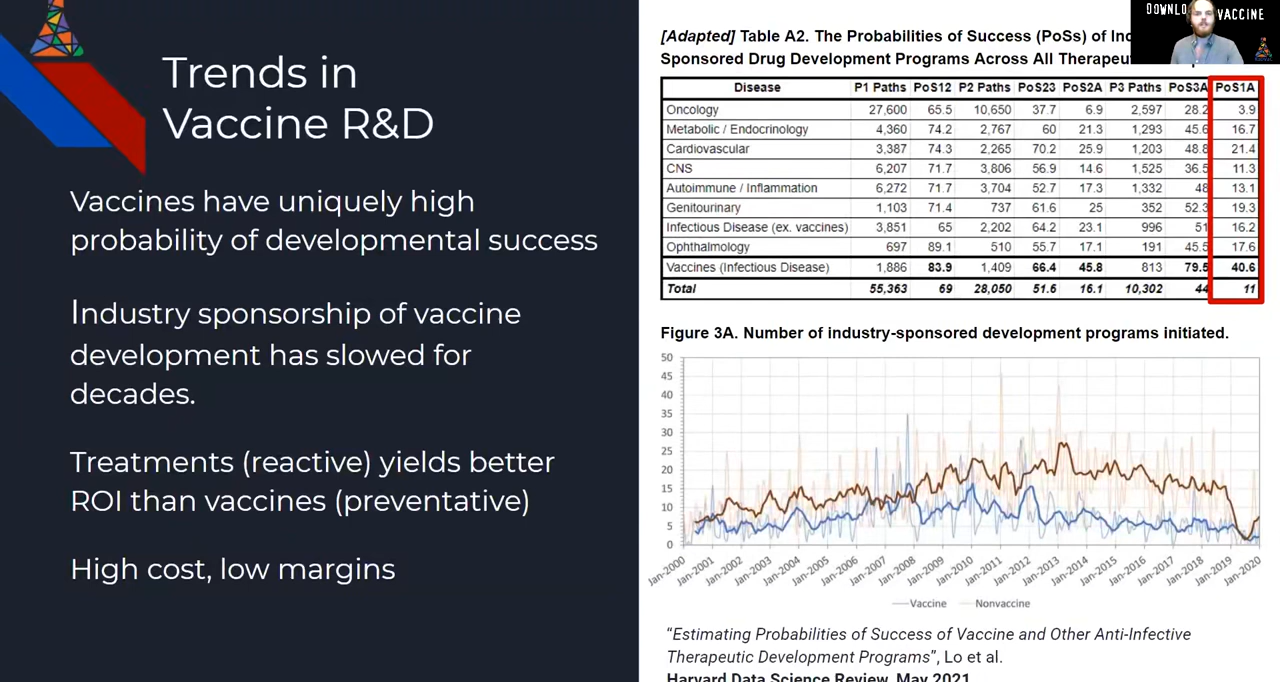 Trends in
Vaccine R&D
Vaccines have uniquely high
probability of developmental success
Industry sponsorship of vaccine
development has slowed for
decades.
Treatments (reactive) yields better
ROI than vaccines (preventative)
High cost, low margins
DOWNLO VACCINE
[Adapted] Table A2. The Probabilities of Success (PoSs) of
Sponsored Drug Development Programs Across All
Disease P1 Paths PoS12 P2 Paths PoS23 PoS2A P3 Paths PoS3A PoS1A
Oncology 27,600 65.5 10,650 37.7 6.9 2,597 28.2 3.9
Metabolic / Endocrinology 4,360 74.2 2,767 60 21.3 1,293 45.6 16.7
Cardiovascular 3,387 74.3 2,265 70.2 25.9 1,203 48.8 21.4
CNS 6,207 71.7 3,806 56.9 14.6 1,525 36.5 11.3
Autoimmune / Inflammation 6,272 71.7 3,704 52.7 17.3 1,332 48 13.1
Genitourinary 1,103 71.4 737 61.6 25 352 52.3 19.3
Infectious Disease (ex. vaccines) 3,851 65 2,202 64.2 23.1 996 51 16.2
Ophthalmology 697 89.1 510 55.7 17.1 191 45.5 17.6
Vaccines (Infectious Disease) 1,886 83.9 1,409 66.4 45.8 813 79.5 40.6
Total 55,363 69 28,050 51.6 16.1 10,302 44 11
Figure 3A. Number of industry-sponsored development programs initiated.
50
45
40
35
30
25
20
15
10
5
0
Jan-2000 Jan-2001 Jan-2002 Jan-2003 Jan-2004 Jan-2005 Jan-2006 Jan-2007 Jan-2008 Jan-2009 Jan-2010 Jan-2011 Jan-2012 Jan-2013 Jan-2014 Jan-2015 Jan-2016 Jan-2017 Jan-2018 Jan-2019 Jan-2020
Vaccine Nonvaccine
"Estimating Probabilities of Success of Vaccine and Other Anti-Infective
Therapeutic Development Programs", Lo et al.
Harvard Data Science Review, May 2021